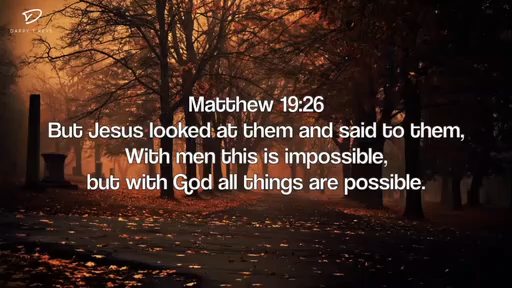 Matthew 19:26
But Jesus looked at them and said to them,
With men this is impossible,
but with God all things are possible.